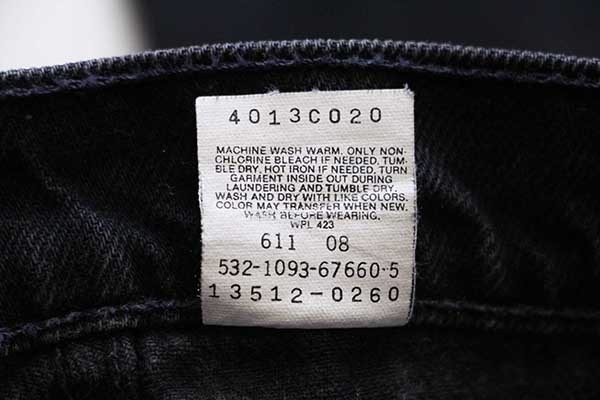 4013C020
MACHINE WASH WARM. ONLY NON-
CHLORINE BLEACH IF NEEDED. TUM-
BLE DRY. HOT IRON IF NEEDED. TURN
GARMENT INSIDE OUT DURING
LAUNDERING AND TUMBLE DRY.
WASH AND DRY WITH LIKE COLORS.
COLOR MAY TRANSFER WHEN NEW.
WASH BEFORE WEARING.
WPL 423
611 08
532-1093-67660-5
13512-0260